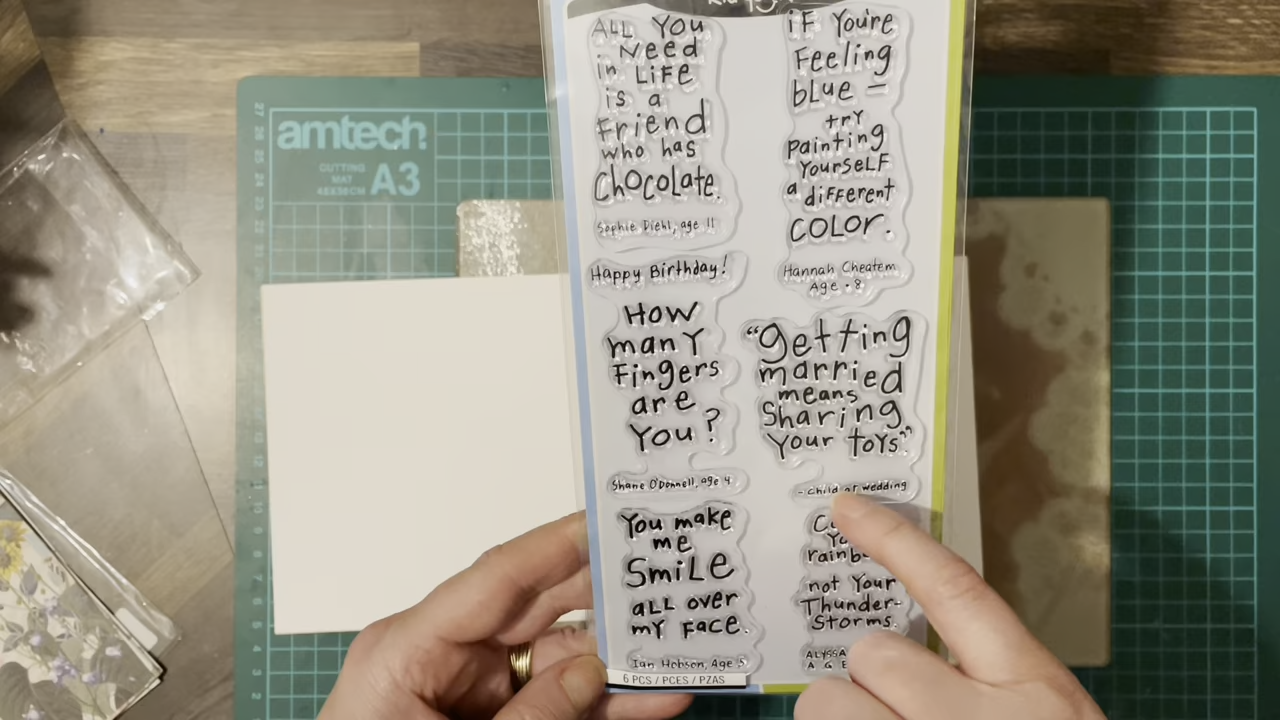 ALL You
Need
in LiFe
is a
Friend
who has
Chocolate.
Sophie Diehl, age 11
Happy Birthday!
How
many
Fingers
are
You?
Shane O'Donnell, age 4
You make
me
SmiLe
aLL over
my Face.
Ian Hobson, Age 5
6 PCS / PCES / PZAS
iF You're
Feeling
bLue —
try
painting
YourseLF
a diFFerent
COLOr.
Hannah Cheatem
Age - 8
"getting
married
means
Sharing
Your toYs"
- child at wedding
rainb
not Your
Thunder-
Storms.
ALYSSA
AGE
amtech
CUTTING
MAT
A3